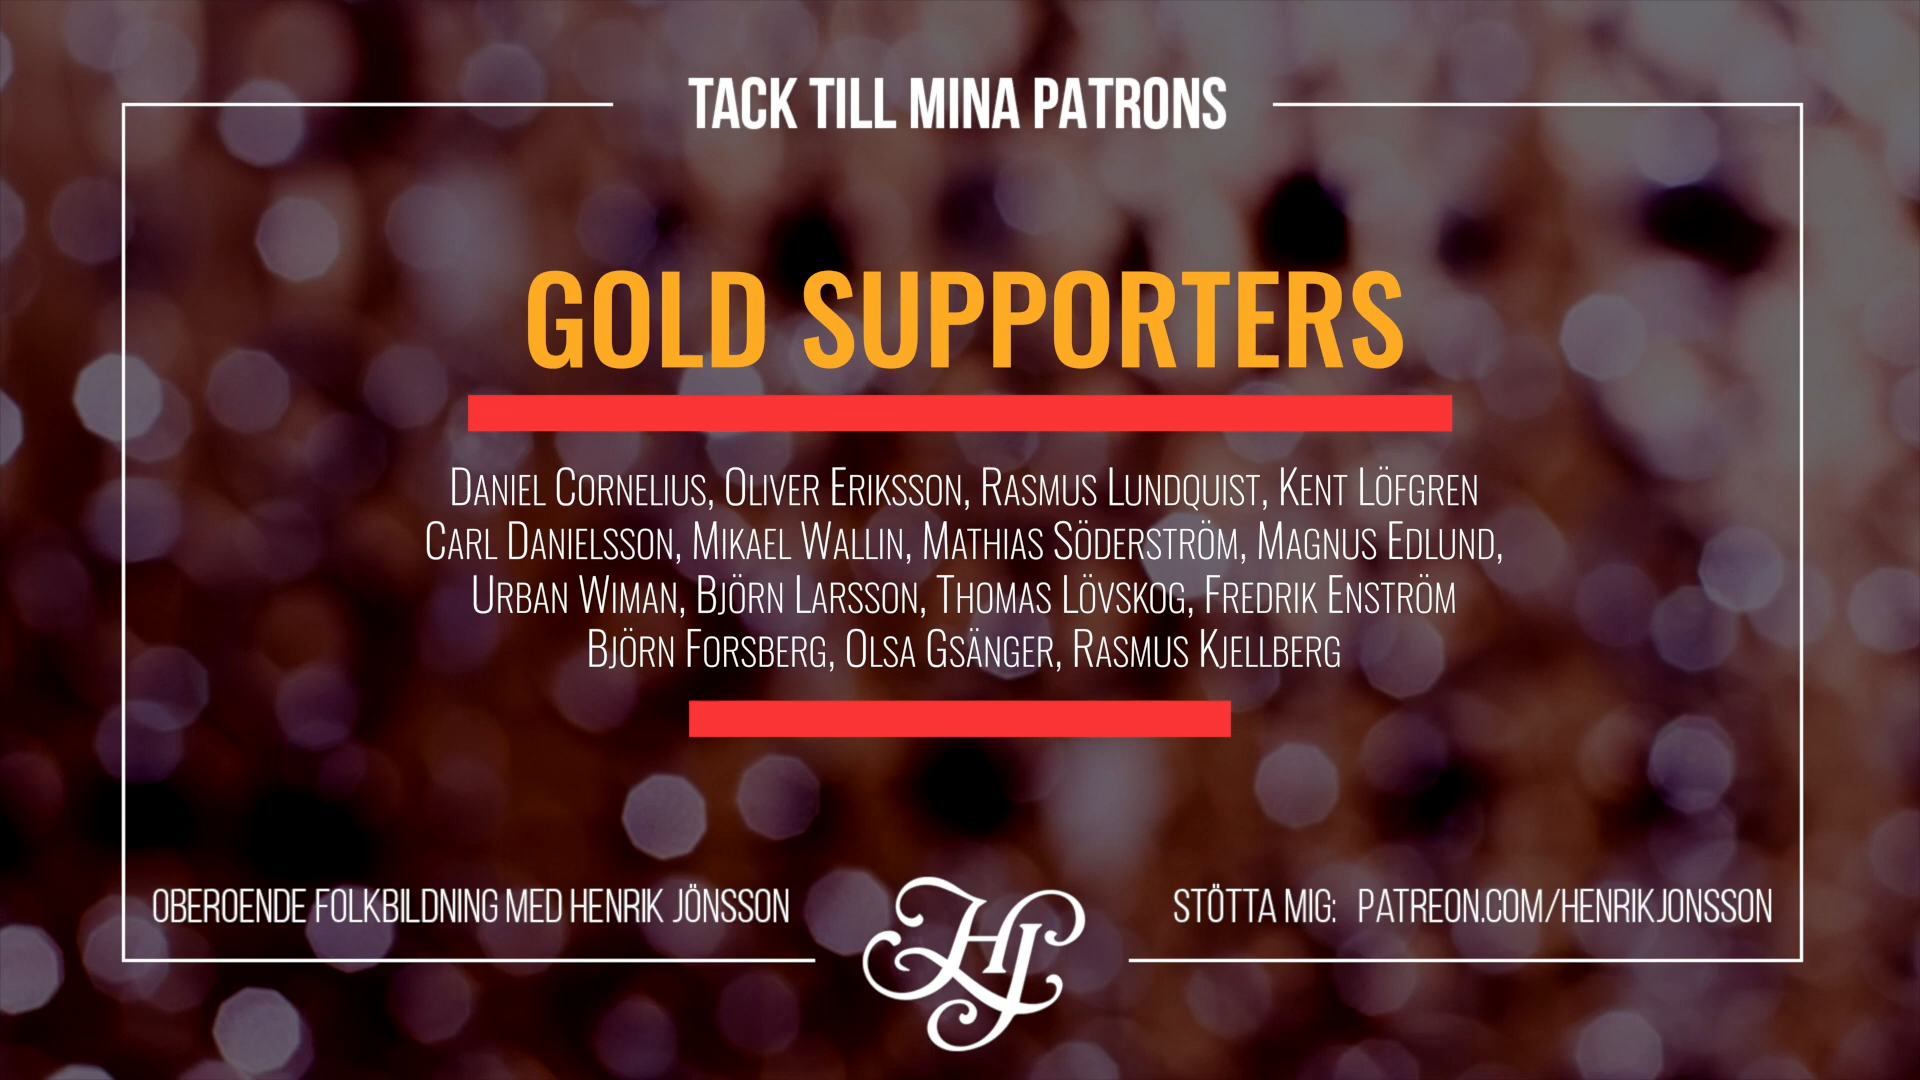 TACK TILL MINA PATRONS
GOLD SUPPORTERS
DANIEL CORNELIUS, OLIVER ERIKSSON, RASMUS LUNDQUIST, KENT LÖFGREN
CARL DANIELSSON, MIKAEL WALLIN, MATHIAS SÖDERSTRÖM, MAGNUS EDLUND,
URBAN WIMAN, BJÖRN LARSSON, THOMAS LÖVSKOG, FREDRIK ENSTRÖM
BJÖRN FORSBERG, OLSA GSÄNGER, RASMUS KJELLBERG
OBEROENDE FOLKBILDNING MED HENRIK JÖNSSON
HJ
STÖTTA MIG: PATREON.COM/HENRIKJONSSON